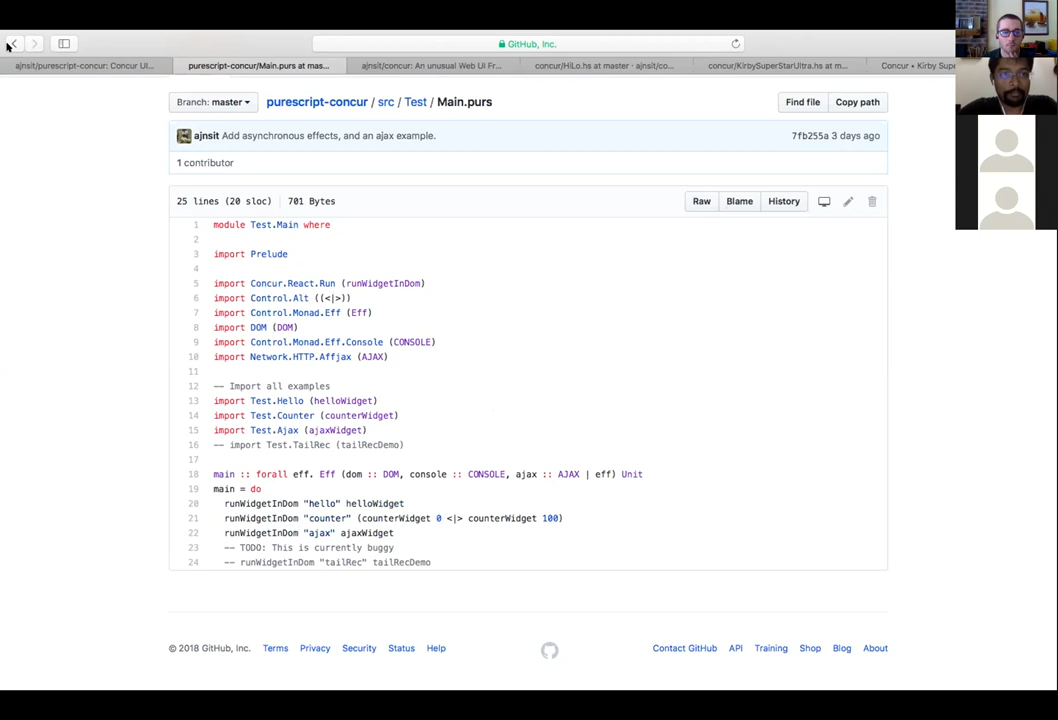 GitHub, Inc.
ajnsit/purescript-concur: Concur UI...
purescript-concur/Main.purs at mas...
ajnsit/concur: An unusual Web UI Fr...
concur/HiLo.hs at master · ajnsit/co...
concur/KirbySuperStarUltra.hs at m...
Concur • Kirby Supe
Branch: master
purescript-concur / src / Test / Main.purs
Find file
Copy path
ajnsit Add asynchronous effects, and an ajax example.
7fb255a 3 days ago
1 contributor
25 lines (20 sloc) 701 Bytes
Raw
Blame
History
1 module Test.Main where
2
3 import Prelude
4
5 import Concur.React.Run (runWidgetInDom)
6 import Control.Alt ((<|>))
7 import Control.Monad.Eff (Eff)
8 import DOM (DOM)
9 import Control.Monad.Eff.Console (CONSOLE)
10 import Network.HTTP.Affjax (AJAX)
11
12 -- Import all examples
13 import Test.Hello (helloWidget)
14 import Test.Counter (counterWidget)
15 import Test.Ajax (ajaxWidget)
16 -- import Test.TailRec (tailRecDemo)
17
18 main :: forall eff. Eff (dom :: DOM, console :: CONSOLE, ajax :: AJAX | eff) Unit
19 main = do
20 runWidgetInDom "hello" helloWidget
21 runWidgetInDom "counter" (counterWidget 0 <|> counterWidget 100)
22 runWidgetInDom "ajax" ajaxWidget
23 -- TODO: This is currently buggy
24 -- runWidgetInDom "tailRec" tailRecDemo
© 2018 GitHub, Inc.
Terms
Privacy
Security
Status
Help
Contact GitHub
API
Training
Shop
Blog
About